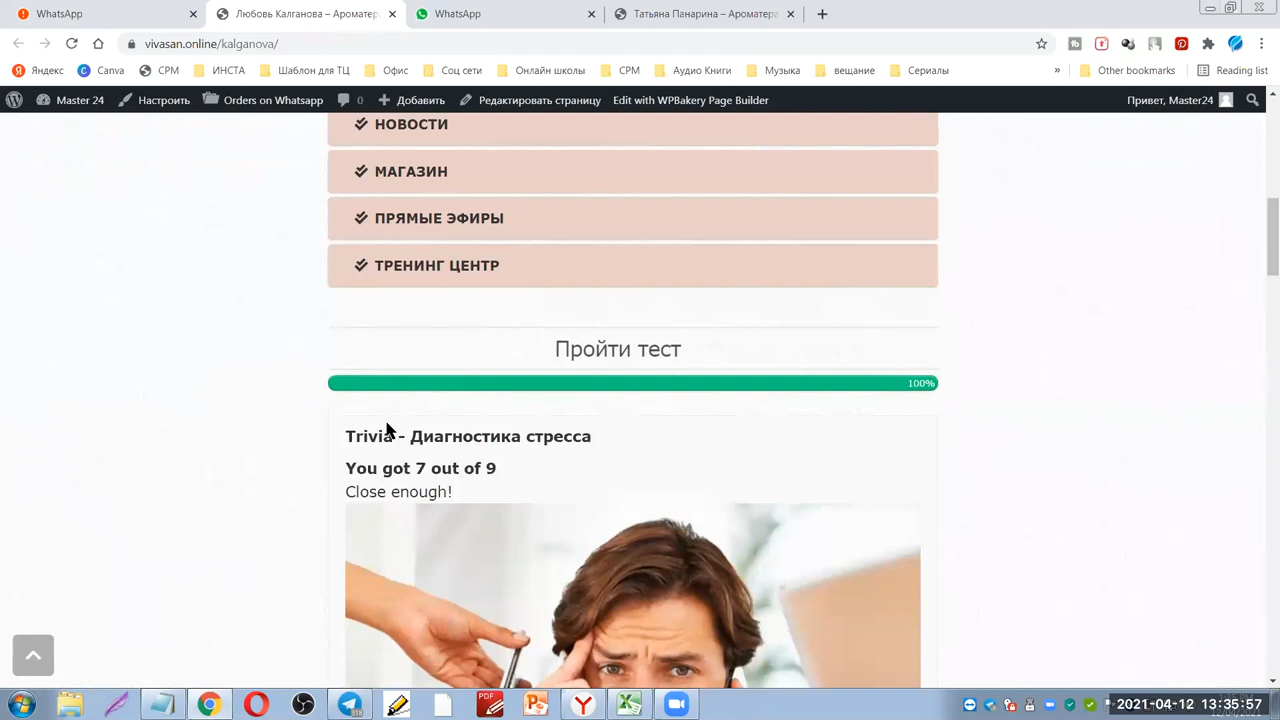 WhatsApp
Любовь Калганова – Ароматер
WhatsApp
Татьяна Панарина – Ароматера
vivasan.online/kalganova/
Яндекс
Canva
СРМ
ИНСТА
Шаблон для ТЦ
Офис
Соц сети
Онлайн школы
СРМ
Аудио Книги
Музыка
вещание
Сериалы
»
Other bookmarks
Reading list
Master 24
Настроить
Orders on Whatsapp
0
Добавить
Редактировать страницу
Edit with WPBakery Page Builder
Привет, Master24
НОВОСТИ
МАГАЗИН
ПРЯМЫЕ ЭФИРЫ
ТРЕНИНГ ЦЕНТР
Пройти тест
100%
Trivia - Диагностика стресса
You got 7 out of 9
Close enough!
PDF
2021-04-12 13:35:57